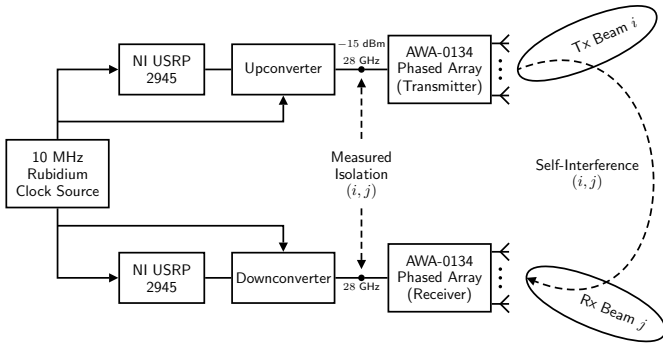 NI USRP
2945
Upconverter
−15 dBm
28 GHz
AWA-0134
Phased Array
(Transmitter)
Tx Beam i
10 MHz
Rubidium
Clock Source
Measured
Isolation
(i, j)
Self-Interference
(i, j)
NI USRP
2945
Downconverter
28 GHz
AWA-0134
Phased Array
(Receiver)
Rx Beam j